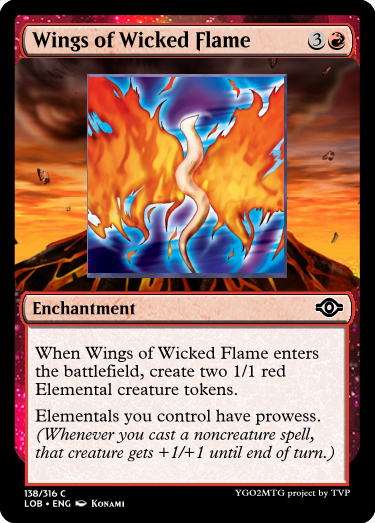 Wings of Wicked Flame 3
Enchantment
When Wings of Wicked Flame enters
the battlefield, create two 1/1 red
Elemental creature tokens.
Elementals you control have prowess.
(Whenever you cast a noncreature spell,
that creature gets +1/+1 until end of turn.)
138/316 C
LOB • ENG Konami
YGO2MTG project by TVP